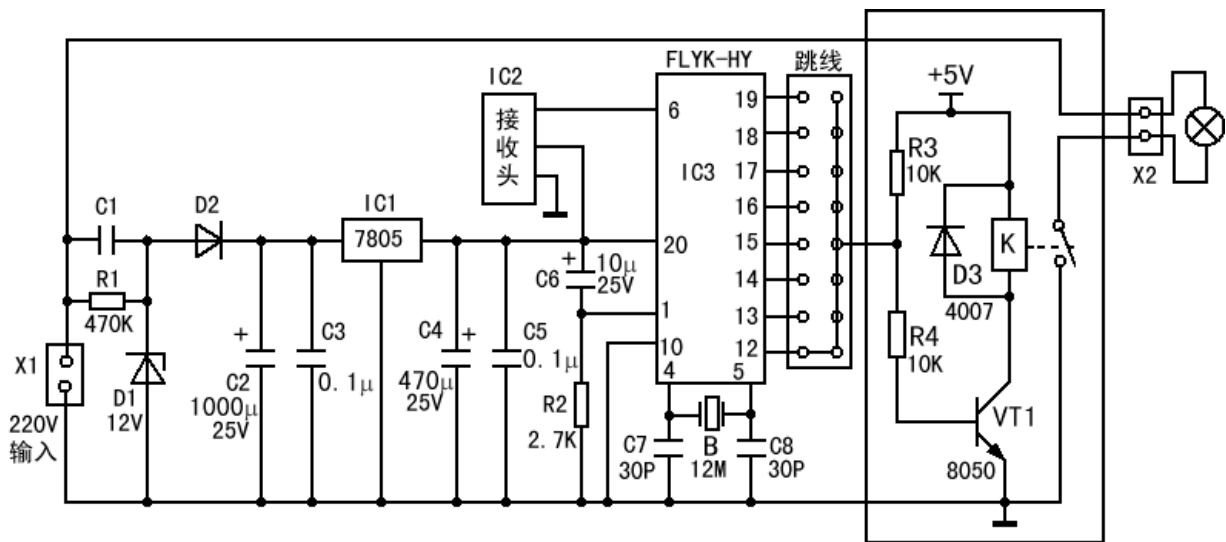 FLYK-HY
跳线
IC2
接收头
+5V
6
19
18
17
16
15
14
13
12
IC3
20
1
10
4
5
X2
R3
10K
K
D3
4007
R4
10K
VT1
8050
C1
D2
IC1
7805
R1
470K
C6
+
10μ
25V
X1
220V
输入
D1
12V
+
C2
1000μ
25V
C3
0.1μ
C4
+
470μ
25V
C5
0.1μ
R2
2.7K
C7
30P
B
12M
C8
30P